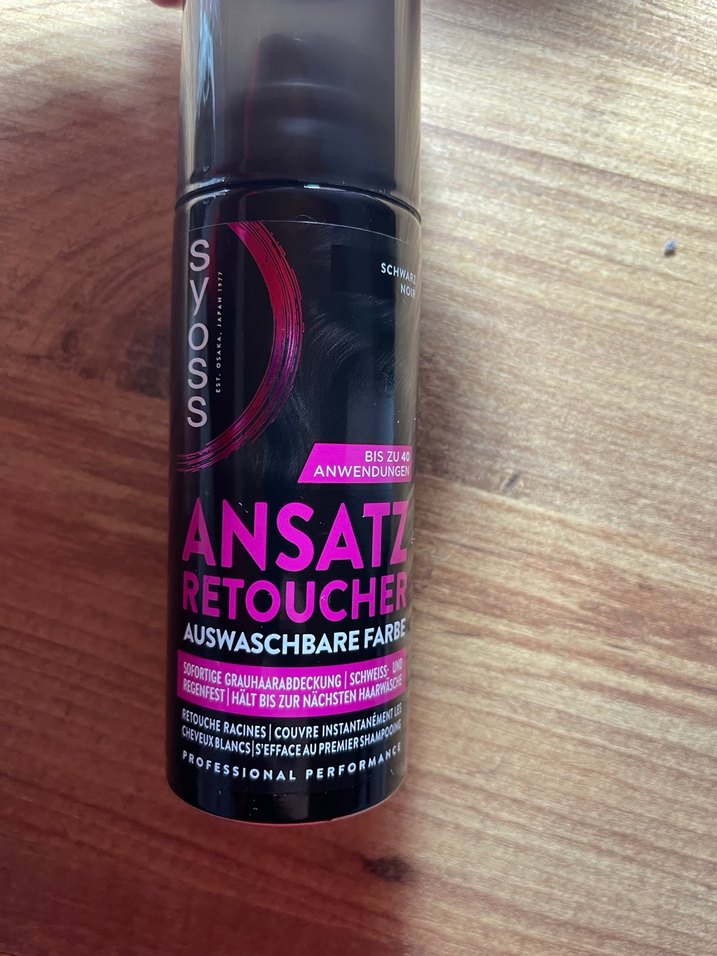 SYOSS
EST. OSAKA, JAPAN 1977
SCHWARZ
NOIR
BIS ZU 40
ANWENDUNGEN
ANSATZ
RETOUCHER
AUSWASCHBARE FARBE
SOFORTIGE GRAUHAARABDECKUNG | SCHWEISS- UND
REGENFEST | HÄLT BIS ZUR NÄCHSTEN HAARWÄSCHE
RETOUCHE RACINES | COUVRE INSTANTANÉMENT LES
CHEVEUX BLANCS | S'EFFACE AU PREMIER SHAMPOOING
PROFESSIONAL PERFORMANCE